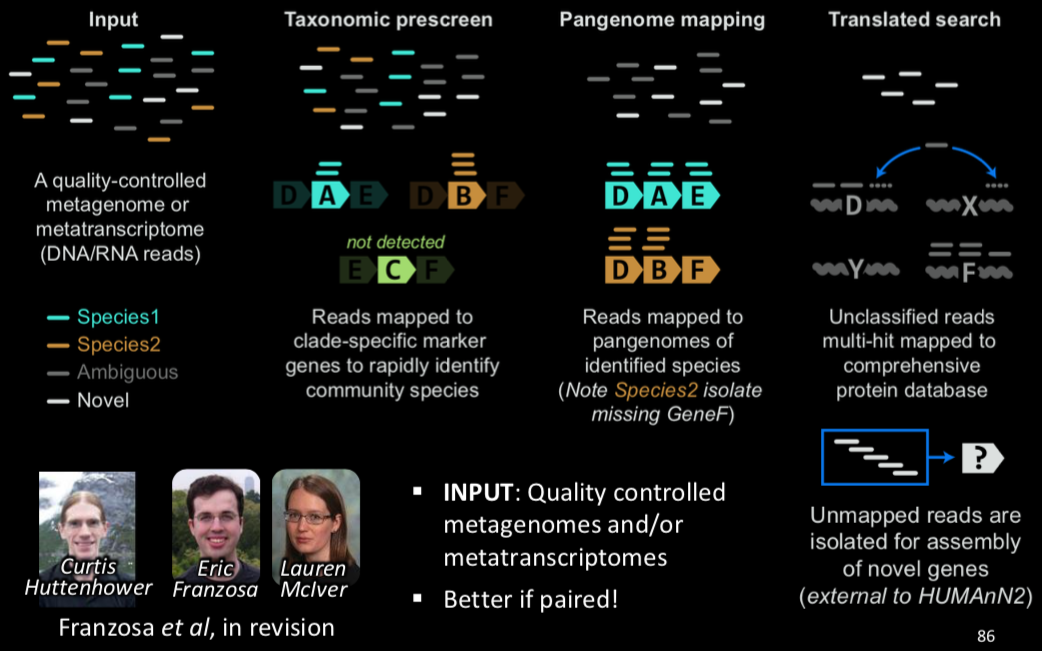 Input
A quality-controlled
metagenome or
metatranscriptome
(DNA/RNA reads)
Species1
Species2
Ambiguous
Novel
Taxonomic prescreen
D A E
D B F
not detected
E C F
Reads mapped to
clade-specific marker
genes to rapidly identify
community species
Pangenome mapping
D A E
D B F
Reads mapped to
pangenomes of
identified species
(Note Species2 isolate
missing GeneF)
Translated search
D
X
Y
F
Unclassified reads
multi-hit mapped to
comprehensive
protein database
?
Unmapped reads are
isolated for assembly
of novel genes
(external to HUMAnN2)
Curtis
Huttenhower
Eric
Franzosa
Lauren
McIver
Franzosa et al, in revision
▪ INPUT: Quality controlled
metagenomes and/or
metatranscriptomes
▪ Better if paired!
86